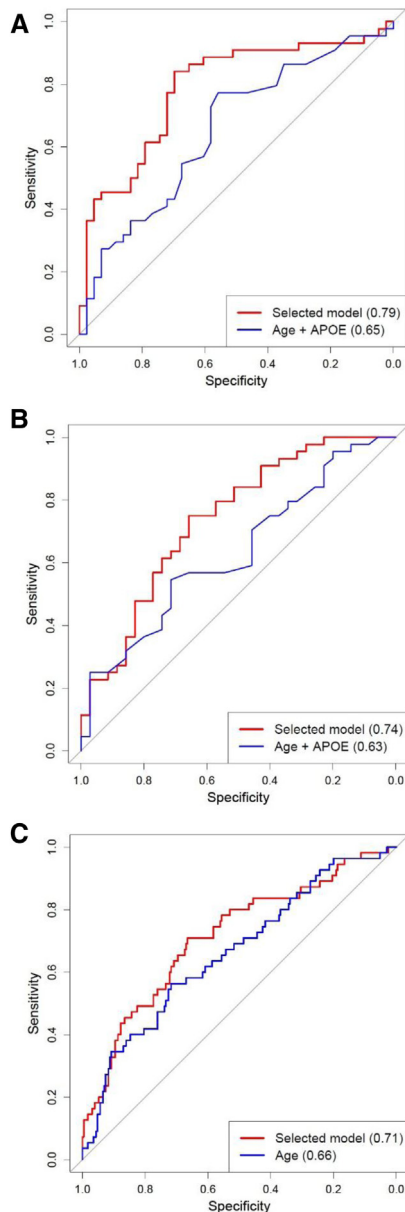 A
Sensitivity
1.0
0.8
0.6
0.4
0.2
0.0
Selected model (0.79)
Age + APOE (0.65)
1.0 0.8 0.6 0.4 0.2 0.0
Specificity
B
Sensitivity
1.0
0.8
0.6
0.4
0.2
0.0
Selected model (0.74)
Age + APOE (0.63)
1.0 0.8 0.6 0.4 0.2 0.0
Specificity
C
Sensitivity
1.0
0.8
0.6
0.4
0.2
0.0
Selected model (0.71)
Age (0.66)
1.0 0.8 0.6 0.4 0.2 0.0
Specificity